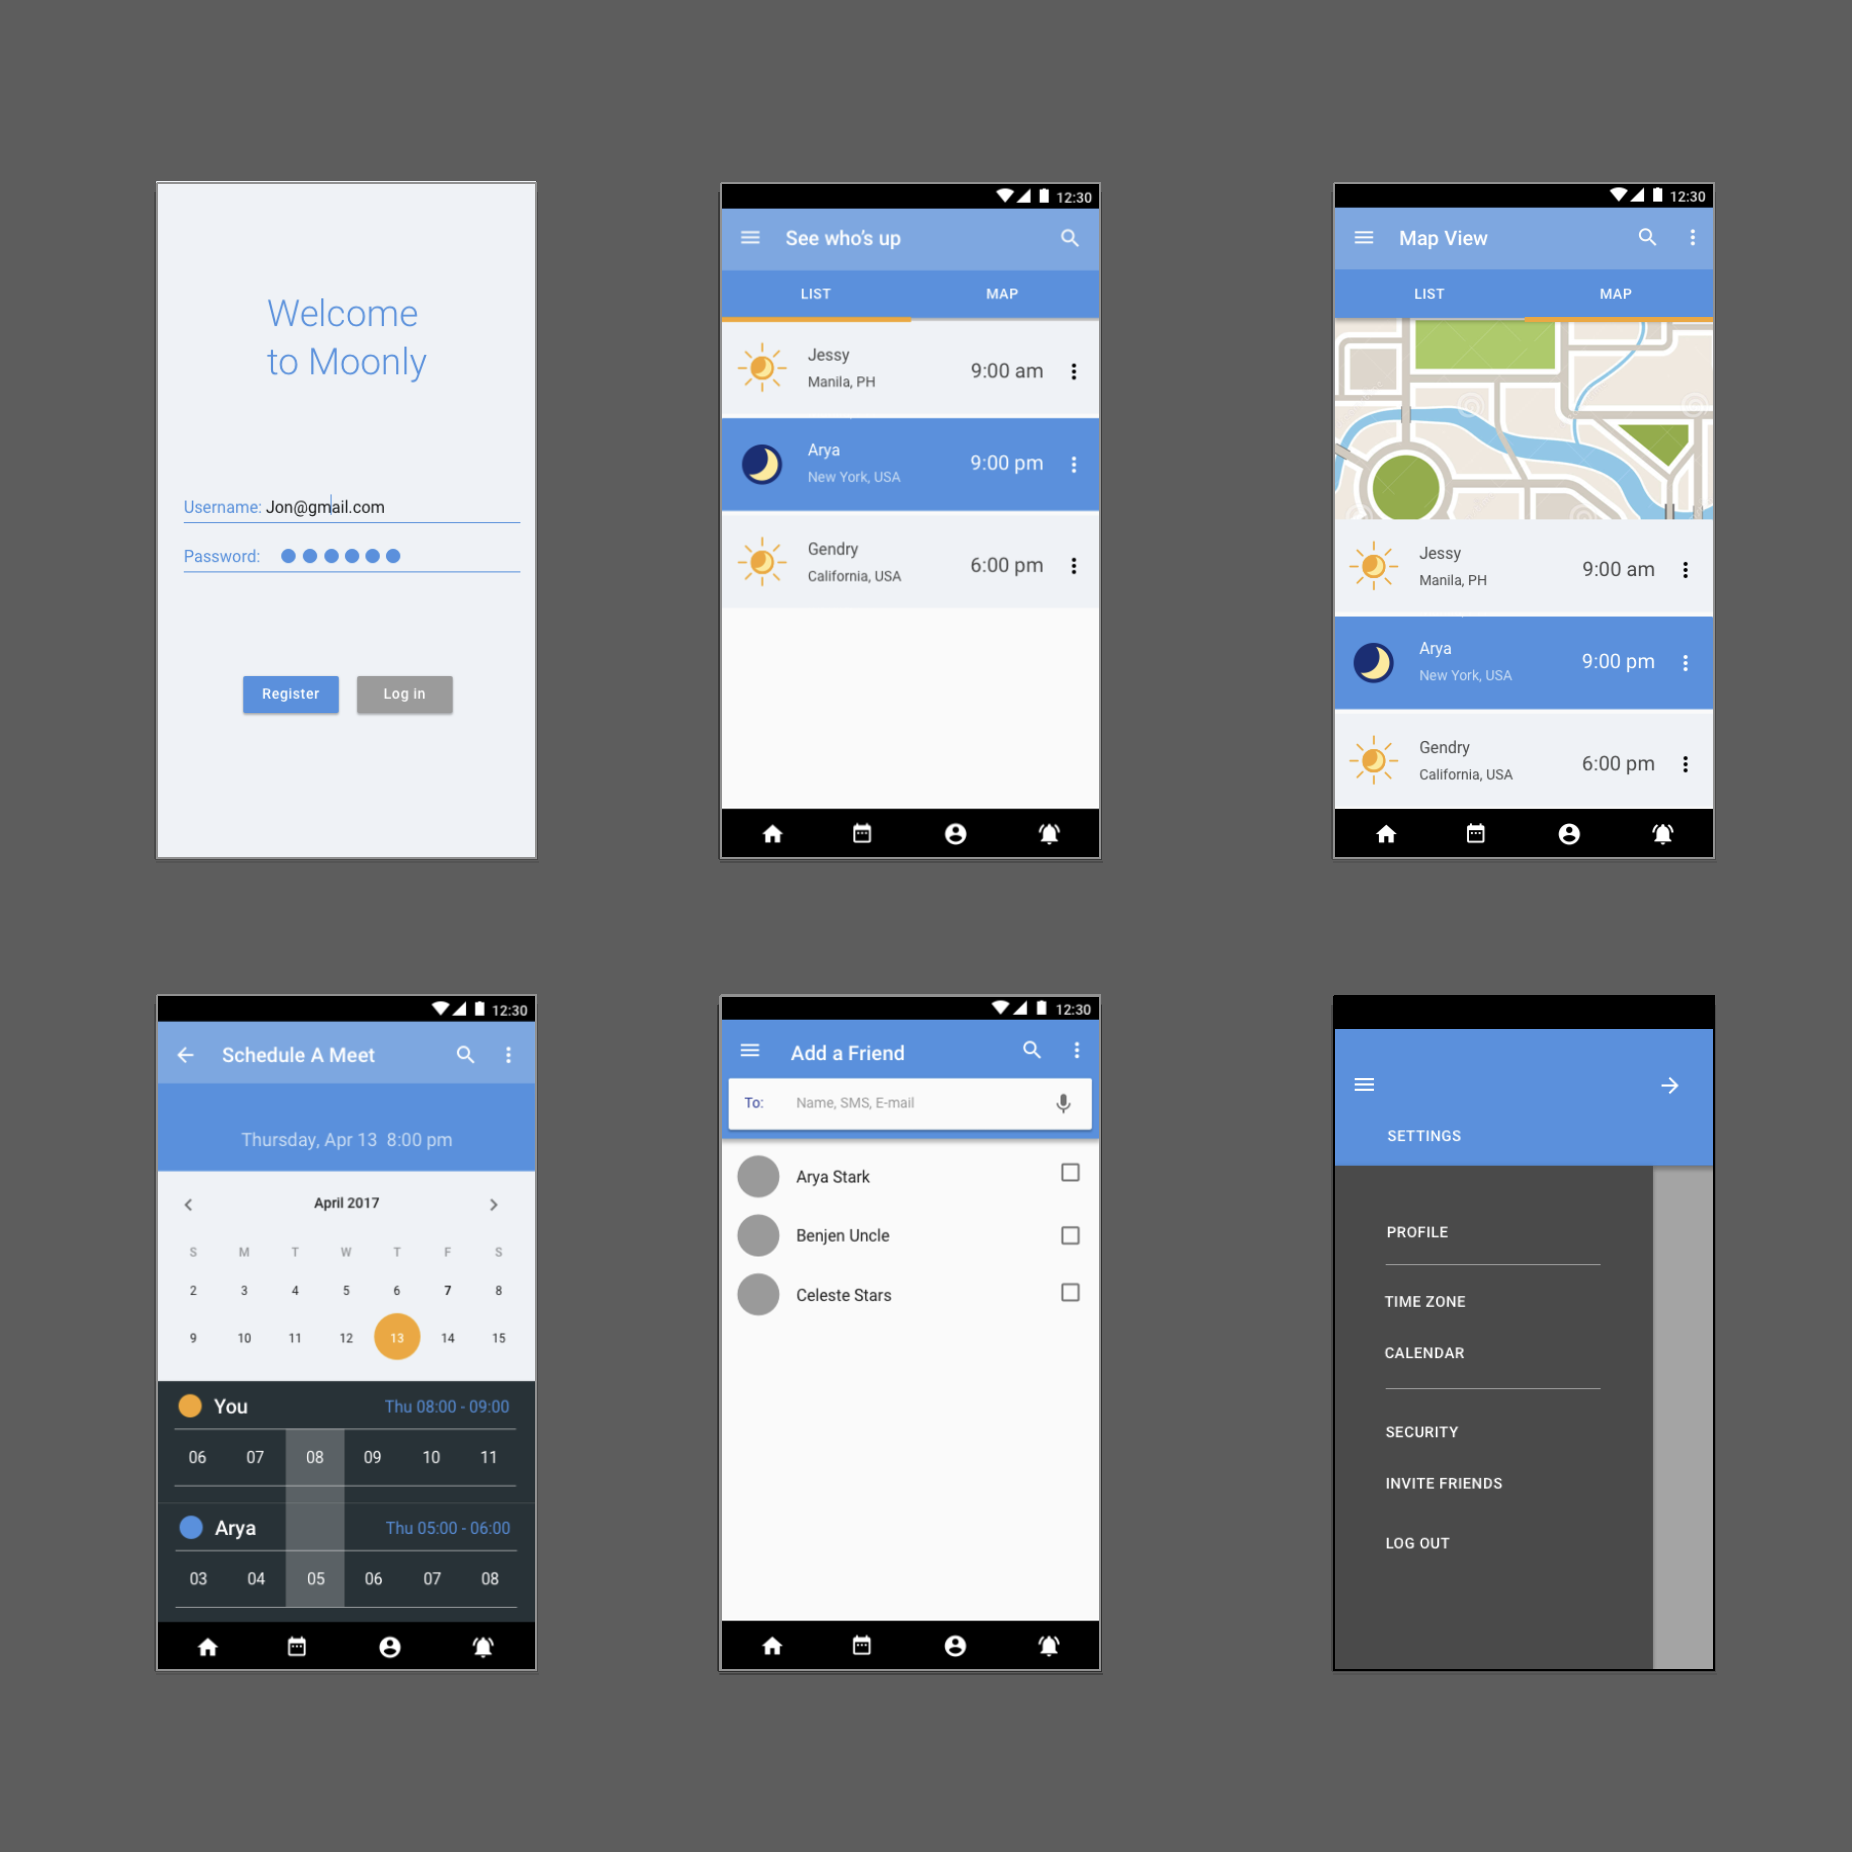 Welcome
to Moonly
Username: Jon@gmail.com
Password:
Register Log in
12:30
See who's up
LIST MAP
Jessy
Manila, PH
9:00 am
Arya
New York, USA
9:00 pm
Gendry
California, USA
6:00 pm
12:30
Map View
LIST MAP
Jessy
Manila, PH
9:00 am
Arya
New York, USA
9:00 pm
Gendry
California, USA
6:00 pm
12:30
Schedule A Meet
Thursday, Apr 13 8:00 pm
April 2017
S M T W T F S
2 3 4 5 6 7 8
9 10 11 12 13 14 15
You Thu 08:00 - 09:00
06 07 08 09 10 11
Arya Thu 05:00 - 06:00
03 04 05 06 07 08
12:30
Add a Friend
To: Name, SMS, E-mail
Arya Stark
Benjen Uncle
Celeste Stars
SETTINGS
PROFILE
TIME ZONE
CALENDAR
SECURITY
INVITE FRIENDS
LOG OUT